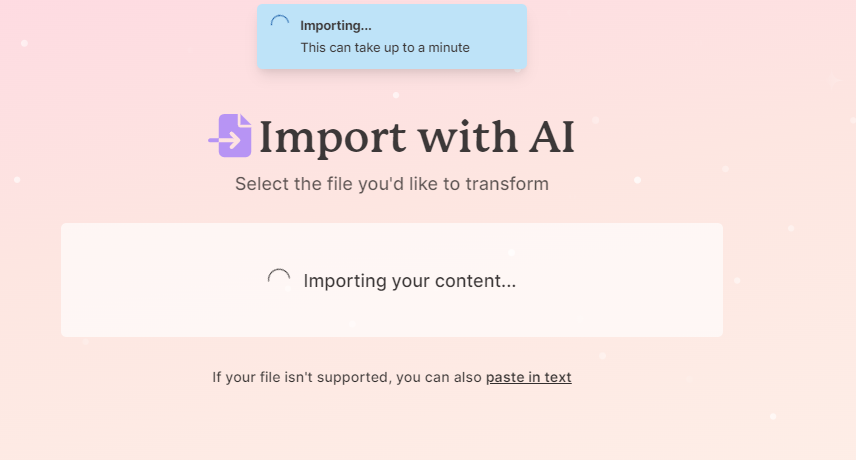 Importing...
This can take up to a minute
Import with AI
Select the file you'd like to transform
Importing your content...
If your file isn't supported, you can also paste in text